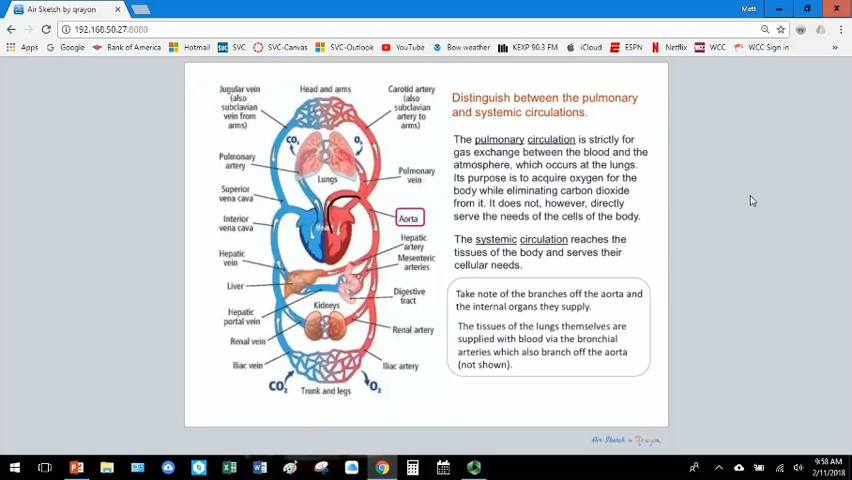 Air Sketch by qrayon
Matt
192.168.50.27:8080
Apps
Google
Bank of America
Hotmail
SVC
SVC-Canvas
SVC-Outlook
YouTube
Bow weather
KEXP 90.3 FM
iCloud
ESPN
Netflix
WCC
WCC Sign in
Jugular vein
(also
subclavian
vein from
arms)
Head and arms
Carotid artery
(also
subclavian
artery to
arms)
CO₂
O₂
Pulmonary
artery
Lungs
Pulmonary
vein
Superior
vena cava
Aorta
Interior
vena cava
Hepatic
artery
Hepatic
vein
Mesenteric
arteries
Liver
Digestive
tract
Hepatic
portal vein
Kidneys
Renal vein
Renal artery
Iliac vein
Iliac artery
CO₂
O₂
Trunk and legs
Distinguish between the pulmonary
and systemic circulations.
The pulmonary circulation is strictly for
gas exchange between the blood and the
atmosphere, which occurs at the lungs.
Its purpose is to acquire oxygen for the
body while eliminating carbon dioxide
from it. It does not, however, directly
serve the needs of the cells of the body.
The systemic circulation reaches the
tissues of the body and serves their
cellular needs.
Take note of the branches off the aorta and
the internal organs they supply.
The tissues of the lungs themselves are
supplied with blood via the bronchial
arteries which also branch off the aorta
(not shown).
Air Sketch by Qrayon
9:58 AM
2/11/2018